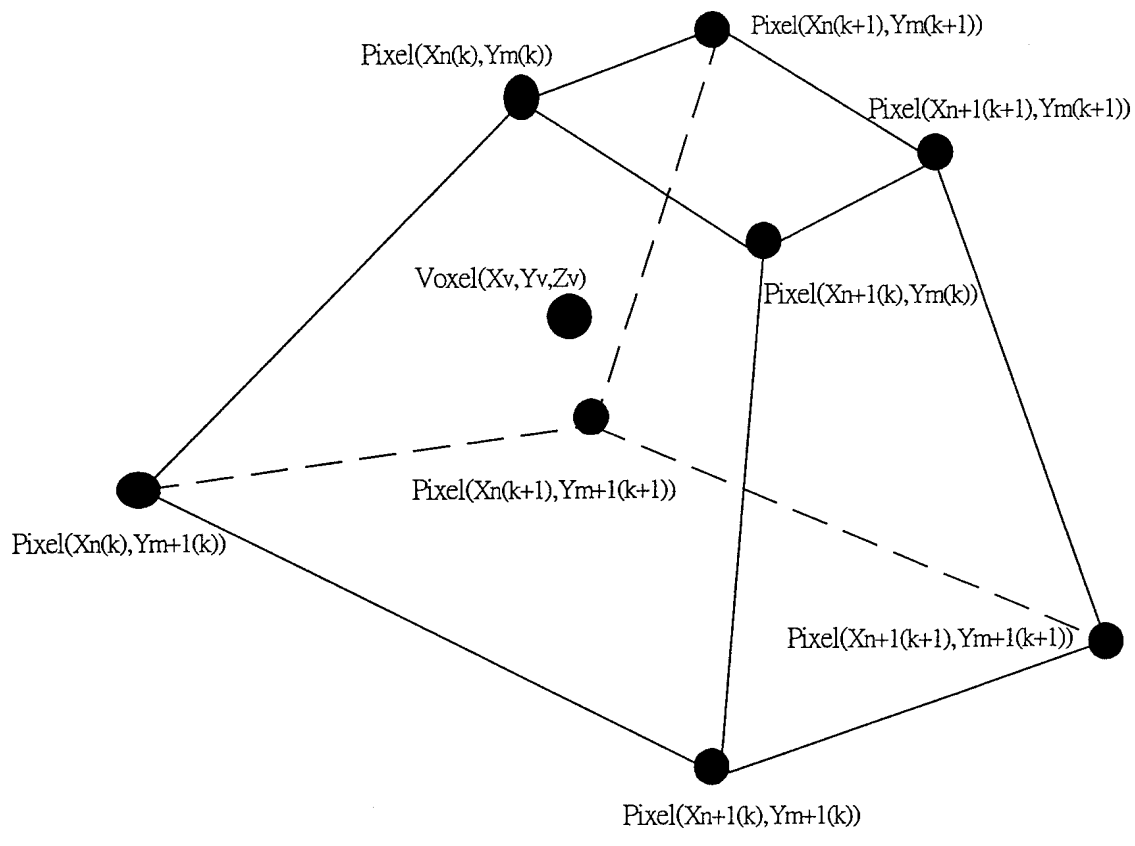 Pixel(Xn(k+1),Ym(k+1))
Pixel(Xn(k),Ym(k))
Pixel(Xn+1(k+1),Ym(k+1))
Voxel(Xv,Yv,Zv)
Pixel(Xn+1(k),Ym(k))
Pixel(Xn(k+1),Ym+1(k+1))
Pixel(Xn(k),Ym+1(k))
Pixel(Xn+1(k+1),Ym+1(k+1))
Pixel(Xn+1(k),Ym+1(k))